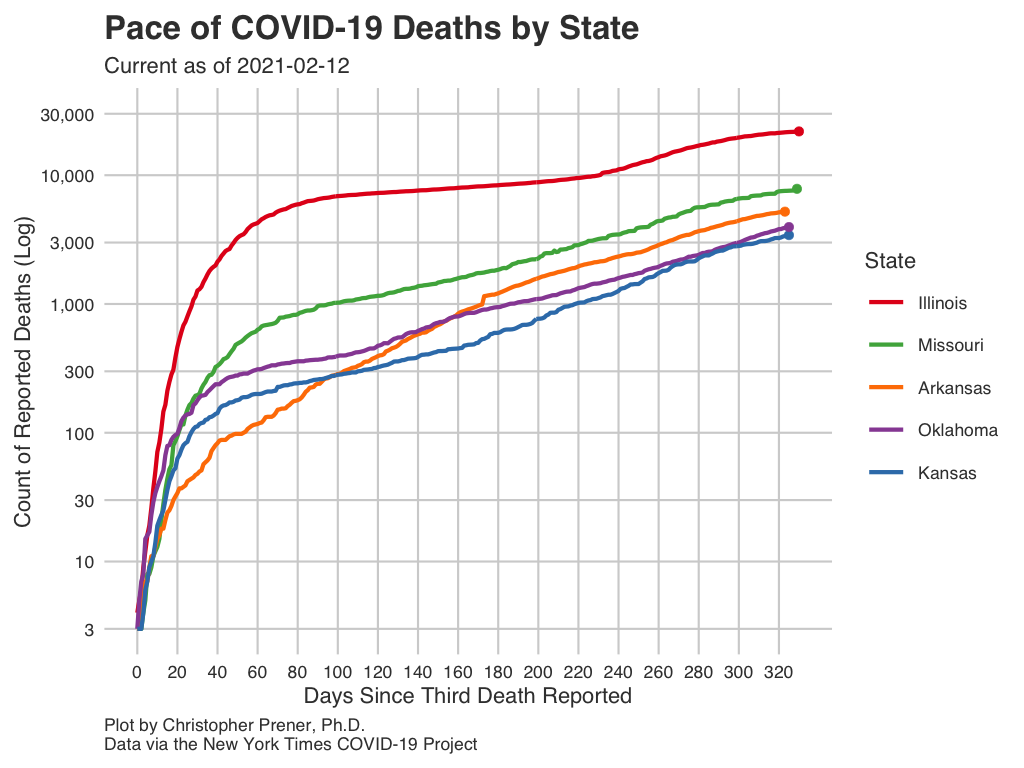 Pace of COVID-19 Deaths by State
Current as of 2021-02-12
Count of Reported Deaths (Log)
30,000
10,000
3,000
1,000
300
100
30
10
3
0 20 40 60 80 100 120 140 160 180 200 220 240 260 280 300 320
Days Since Third Death Reported
State
Illinois
Missouri
Arkansas
Oklahoma
Kansas
Plot by Christopher Prener, Ph.D.
Data via the New York Times COVID-19 Project